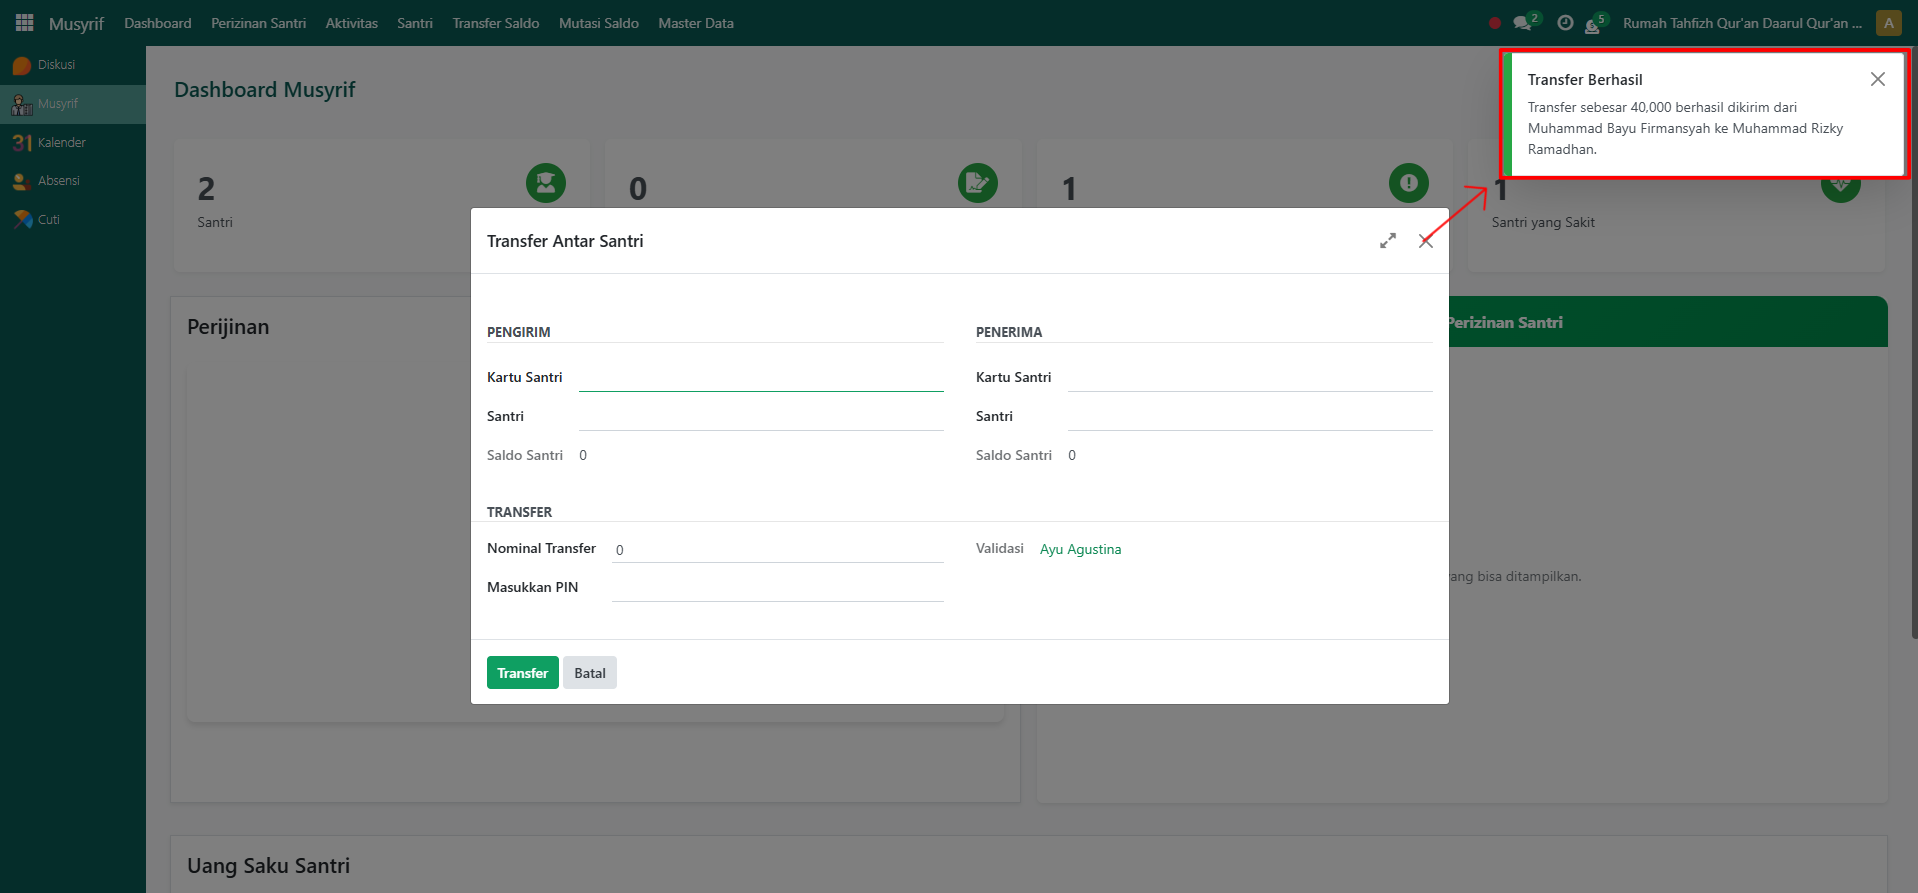 Musyrif Dashboard Perizinan Santri Aktivitas Santri Transfer Saldo Mutasi Saldo Master Data 2 5 Rumah Tahfizh Qur'an Daarul Qur'an ... A
Diskusi
Musyrif
31 Kalender
Absensi
Cuti
Dashboard Musyrif
Transfer Berhasil
Transfer sebesar 40,000 berhasil dikirim dari
Muhammad Bayu Firmansyah ke Muhammad Rizky
Ramadhan.
2
Santri
0
1
1
Santri yang Sakit
Transfer Antar Santri
Perijinan
Perizinan Santri
PENGIRIM
Kartu Santri
Santri
Saldo Santri 0
PENERIMA
Kartu Santri
Santri
Saldo Santri 0
TRANSFER
Nominal Transfer 0
Validasi Ayu Agustina
Masukkan PIN
Transfer Batal
ang bisa ditampilkan.
Uang Saku Santri